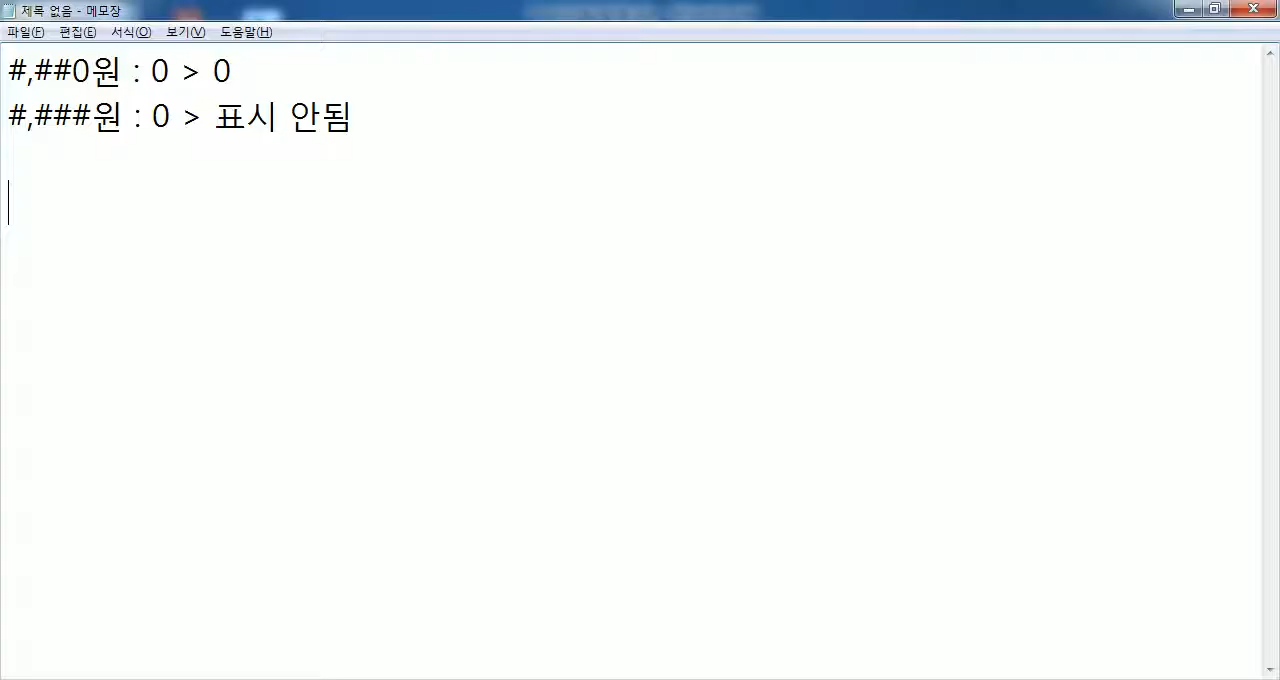 제목 없음 - 메모장
파일(F) 편집(E) 서식(O) 보기(V) 도움말(H)
#,##0원 : 0 > 0
#,###원 : 0 > 표시 안됨